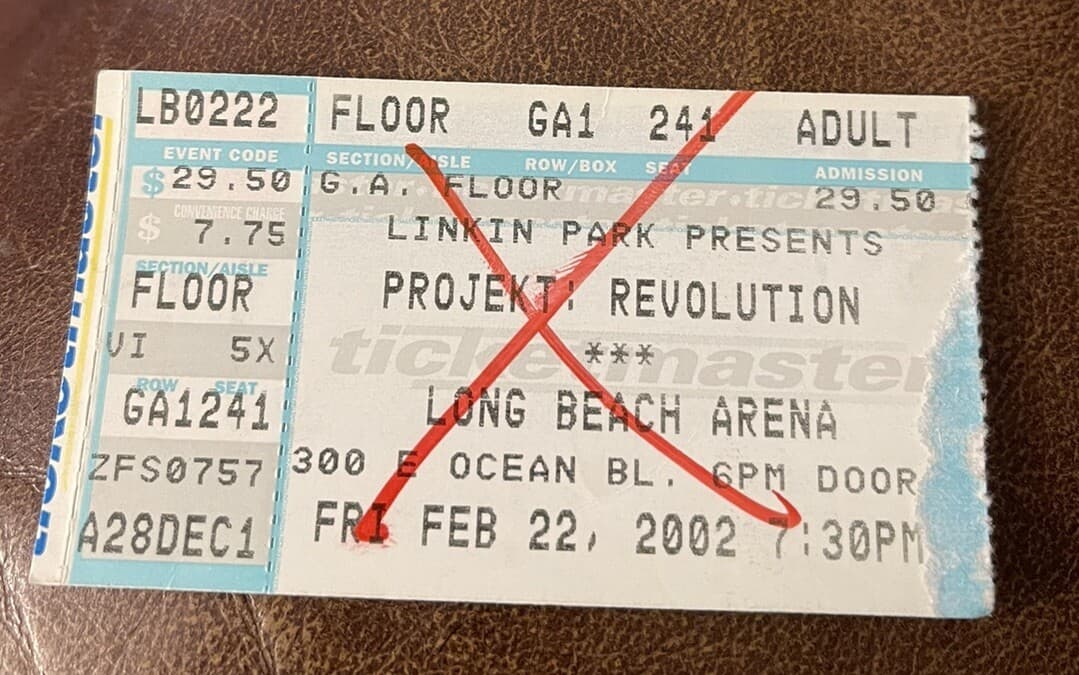 LB0222 FLOOR GA1 241 ADULT
EVENT CODE SECTION/AISLE ROW/BOX SEAT ADMISSION
$ 29.50 G.A. FLOOR 29.50
CONVENIENCE CHARGE
$ 7.75 LINKIN PARK PRESENTS
SECTION/AISLE
FLOOR PROJEKT: REVOLUTION
VI 5X ***
ticketmaster
ROW SEAT
GA1241 LONG BEACH ARENA
ZFS0757 300 E OCEAN BL. 6PM DOOR
A28DEC1 FRI FEB 22, 2002 7:30PM